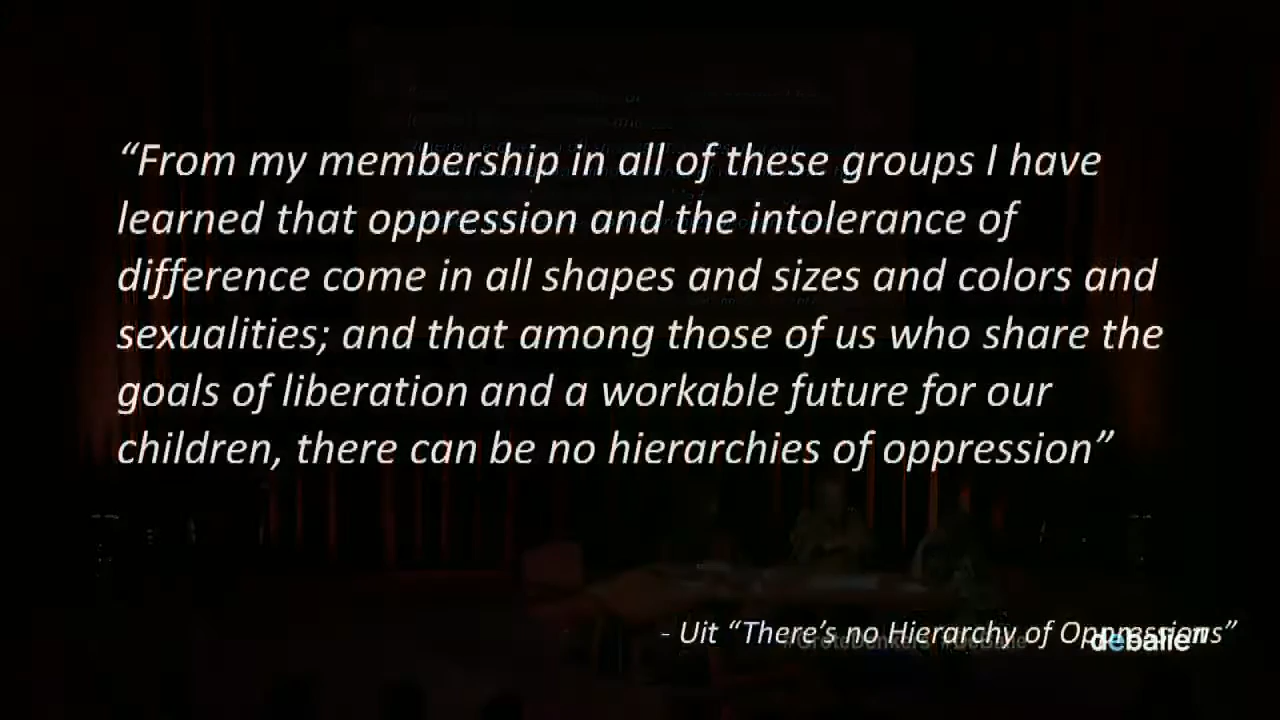 “From my membership in all of these groups I have
learned that oppression and the intolerance of
difference come in all shapes and sizes and colors and
sexualities; and that among those of us who share the
goals of liberation and a workable future for our
children, there can be no hierarchies of oppression”
- Uit “There’s no Hierarchy of Oppressions”
#GroteDenkers #DeBalie
debalie